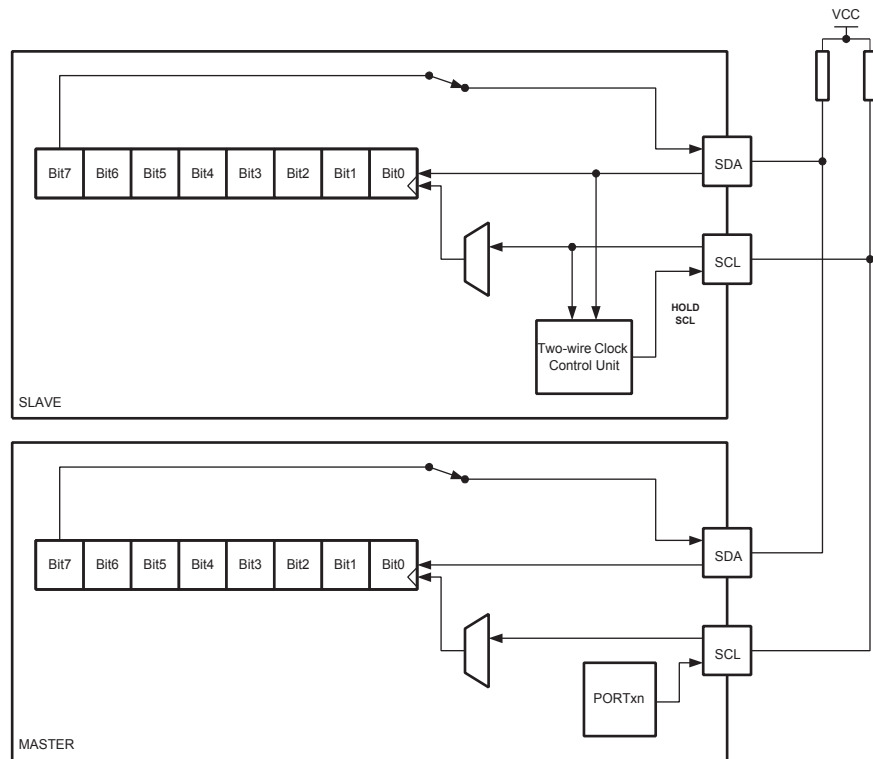 VCC
Bit7 Bit6 Bit5 Bit4 Bit3 Bit2 Bit1 Bit0
SDA
SCL
HOLD
SCL
Two-wire Clock
Control Unit
SLAVE
Bit7 Bit6 Bit5 Bit4 Bit3 Bit2 Bit1 Bit0
SDA
SCL
PORTxn
MASTER